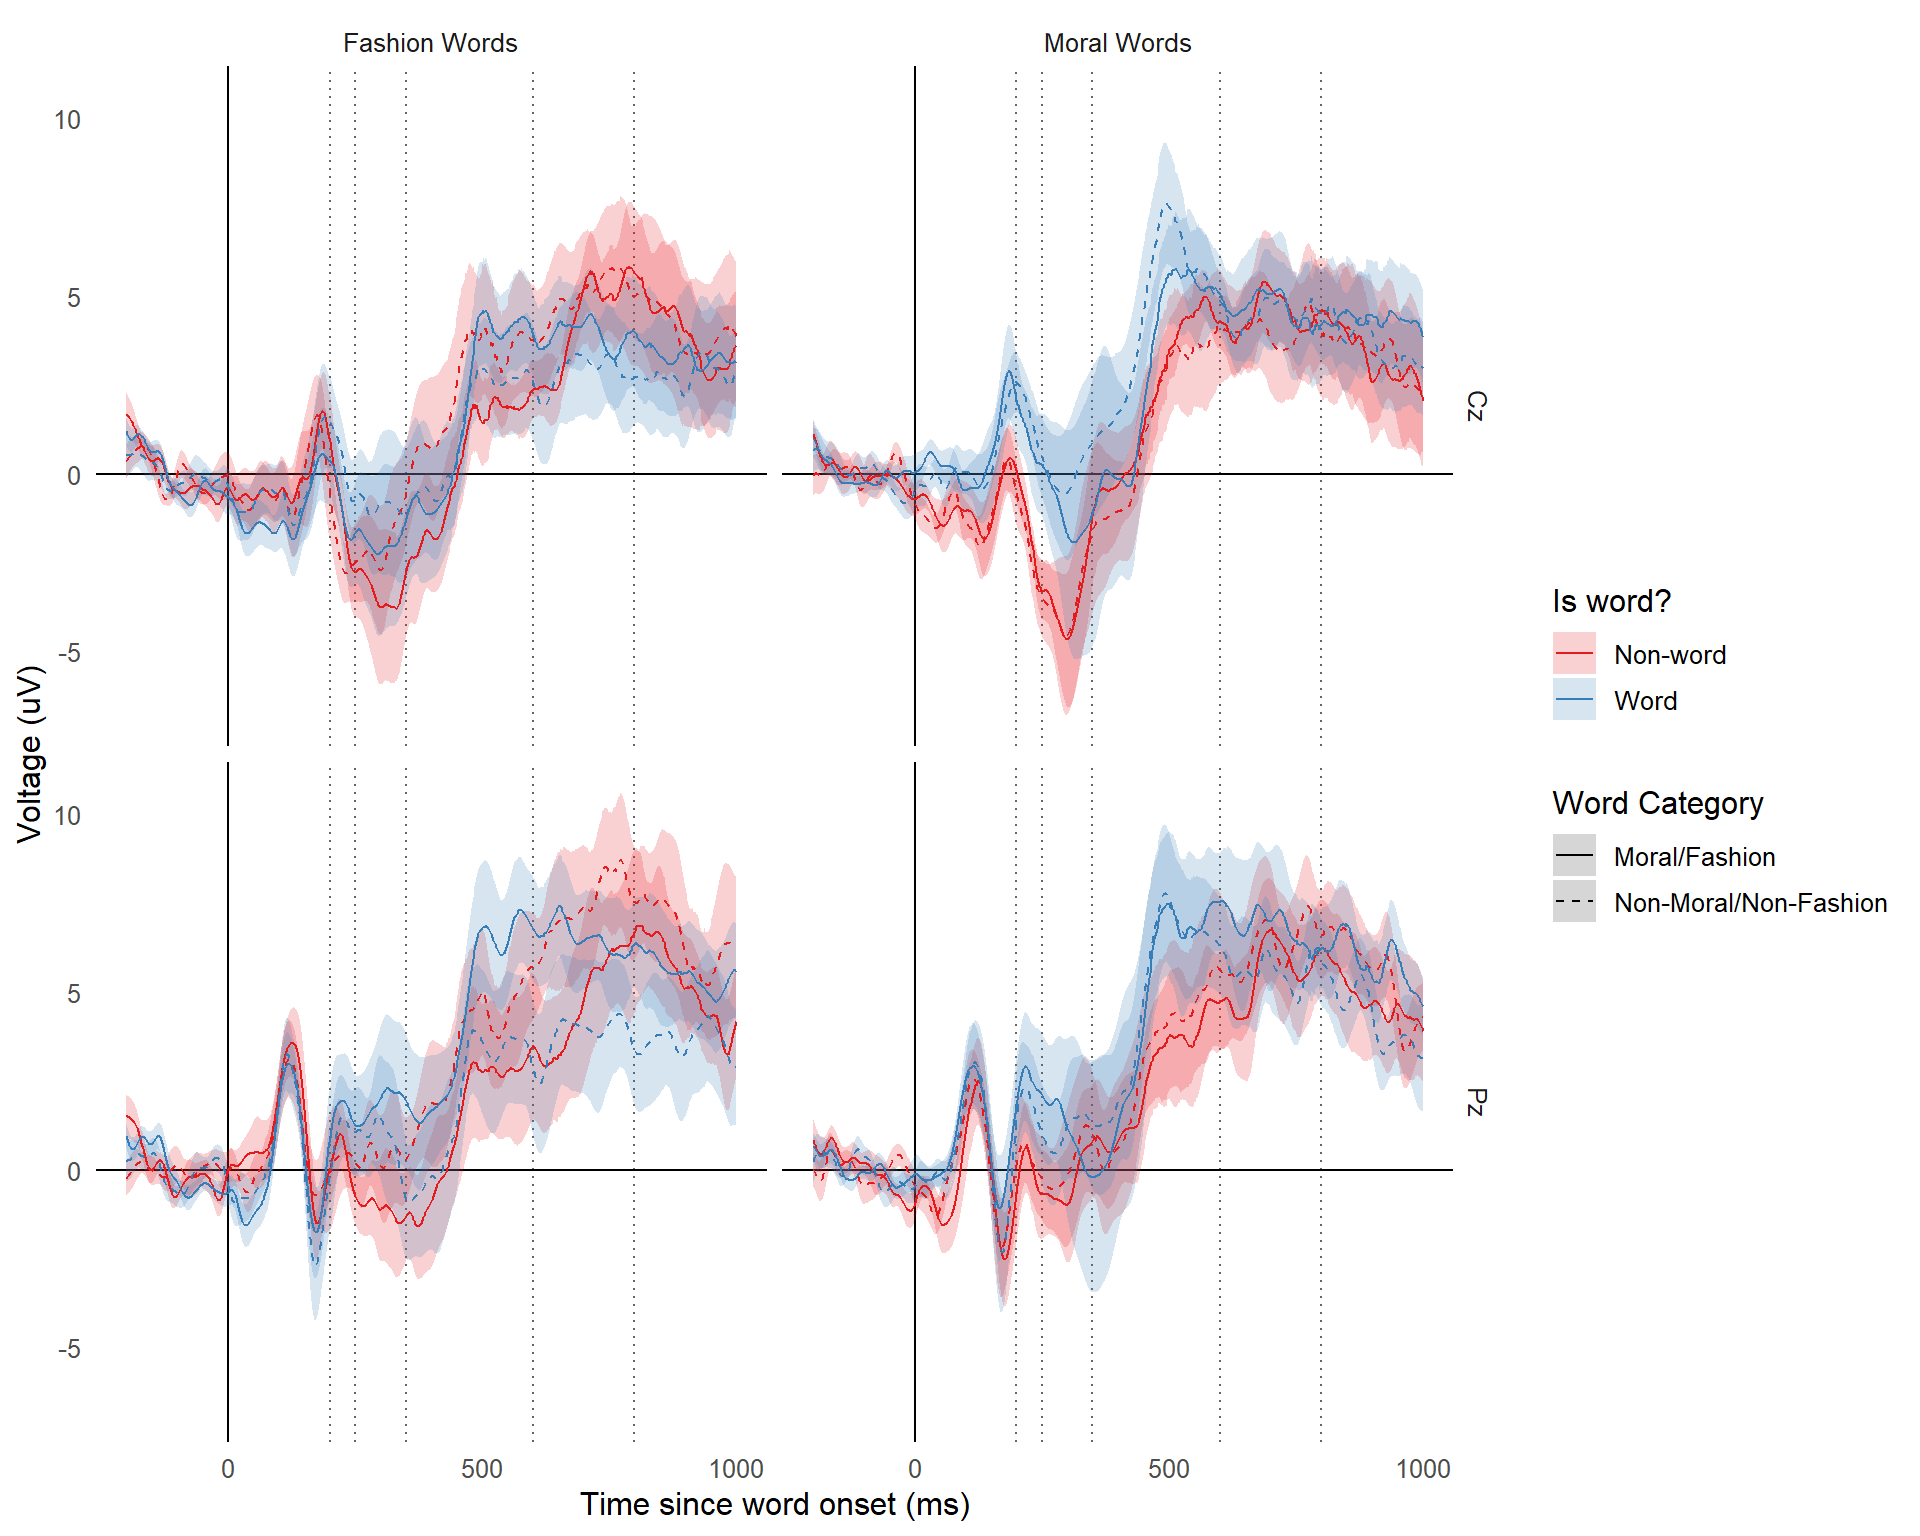 Fashion Words
Moral Words
10
5
0
-5
Cz
10
5
0
-5
Pz
Voltage (uV)
0
500
1000
0
500
1000
Time since word onset (ms)
Is word?
Non-word
Word
Word Category
Moral/Fashion
Non-Moral/Non-Fashion